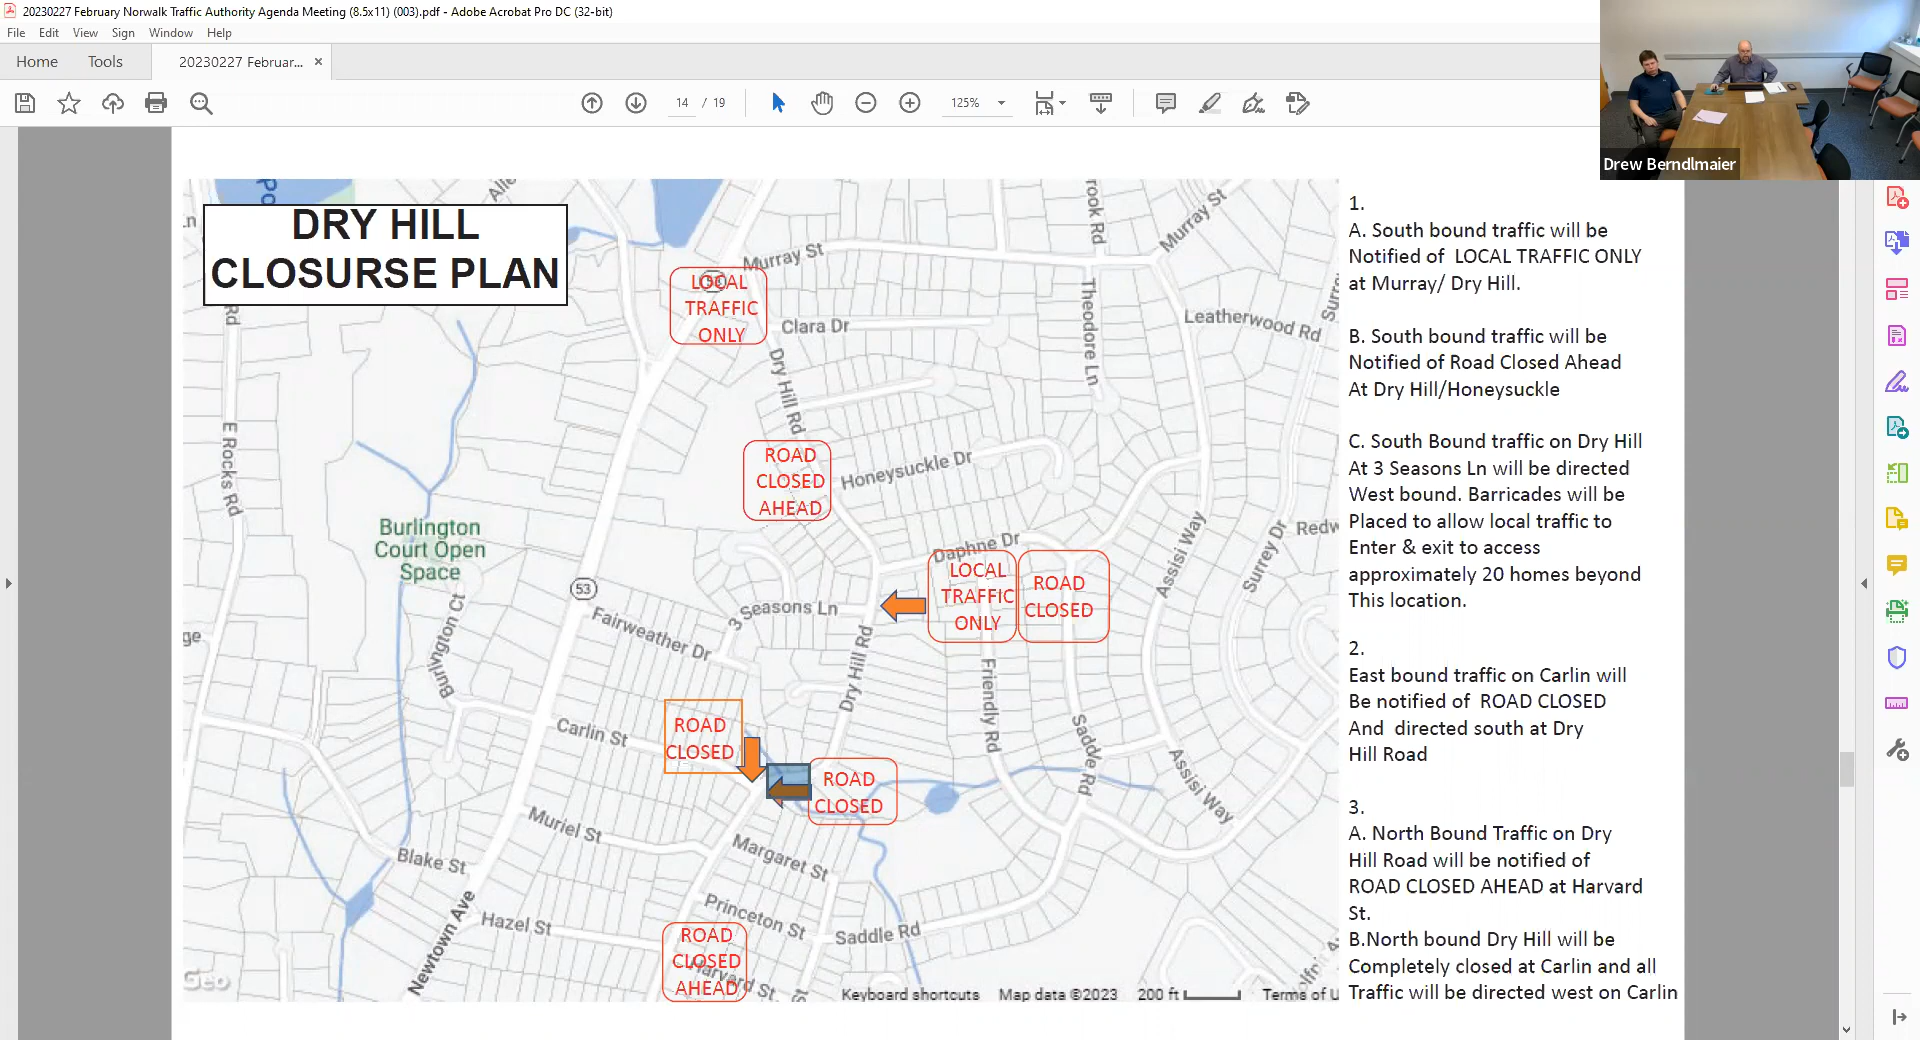 20230227 February Norwalk Traffic Authority Agenda Meeting (8.5x11) (003).pdf - Adobe Acrobat Pro DC (32-bit)
File Edit View Sign Window Help
Home Tools 20230227 Februar... ×
14 / 19 125%
Drew Berndlmaier
DRY HILL
CLOSURSE PLAN
Murray St
Murray St
LOCAL
TRAFFIC
ONLY
Clara Dr
Theodore Ln
Leatherwood Rd
Rd
Dry Hill Rd
E Rocks Rd
ROAD
CLOSED
AHEAD
Honeysuckle Dr
Burlington
Court Open
Space
Daphne Dr
Assisi Way
Surrey Dr
LOCAL
TRAFFIC
ONLY
ROAD
CLOSED
53
3 Seasons Ln
Fairweather Dr
Burlington Ct
Dry Hill Rd
Friendly Rd
Saddle Rd
Assisi Way
Carlin St
ROAD
CLOSED
ROAD
CLOSED
Muriel St
Margaret St
Blake St
Princeton St
Hazel St
Saddle Rd
Newtown Ave
ROAD
CLOSED
AHEAD
Harvard St
Keyboard shortcuts Map data ©2023 200 ft Terms of U
1.
A. South bound traffic will be
Notified of LOCAL TRAFFIC ONLY
at Murray/ Dry Hill.
B. South bound traffic will be
Notified of Road Closed Ahead
At Dry Hill/Honeysuckle
C. South Bound traffic on Dry Hill
At 3 Seasons Ln will be directed
West bound. Barricades will be
Placed to allow local traffic to
Enter & exit to access
approximately 20 homes beyond
This location.
2.
East bound traffic on Carlin will
Be notified of ROAD CLOSED
And directed south at Dry
Hill Road
3.
A. North Bound Traffic on Dry
Hill Road will be notified of
ROAD CLOSED AHEAD at Harvard
St.
B.North bound Dry Hill will be
Completely closed at Carlin and all
Traffic will be directed west on Carlin